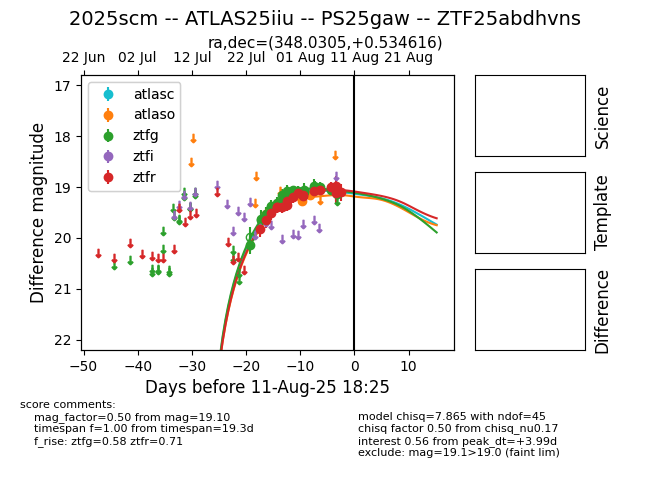 2025scm -- ATLAS25iiu -- PS25gaw -- ZTF25abdhvns
ra,dec=(348.0305,+0.534616)
22 Jun 02 Jul 12 Jul 22 Jul 01 Aug 11 Aug 21 Aug
17
18
19
20
21
22
Difference magnitude
atlasc
atlaso
ztfg
ztfi
ztfr
−50 −40 −30 −20 −10 0 10
Days before 11-Aug-25 18:25
Science
Template
Difference
score comments:
mag_factor=0.50 from mag=19.10
timespan f=1.00 from timespan=19.3d
f_rise: ztfg=0.58 ztfr=0.71
model chisq=7.865 with ndof=45
chisq factor 0.50 from chisq_nu0.17
interest 0.56 from peak_dt=+3.99d
exclude: mag=19.1>19.0 (faint lim)